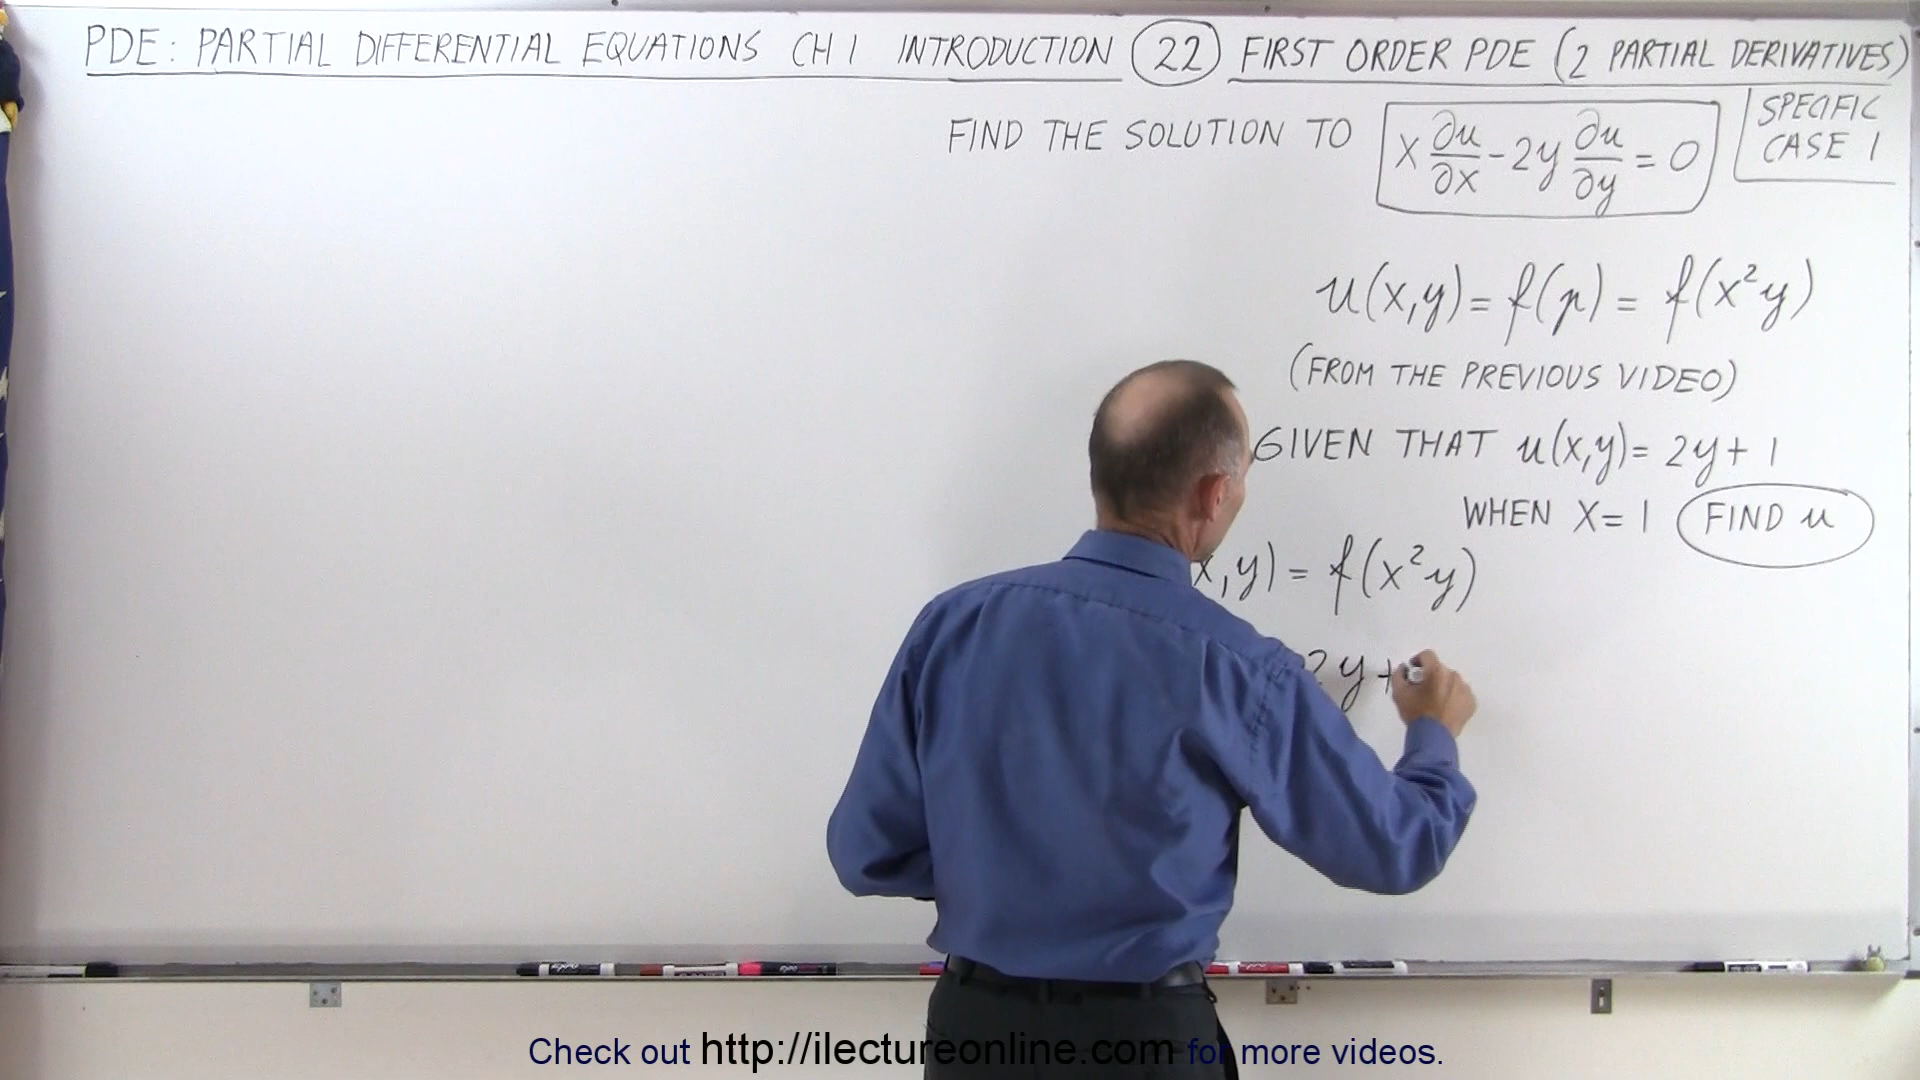 PDE: PARTIAL DIFFERENTIAL EQUATIONS CH 1 INTRODUCTION 22 FIRST ORDER PDE (2 PARTIAL DERIVATIVES)
FIND THE SOLUTION TO x ∂u/∂x - 2y ∂u/∂y = 0
SPECIFIC
CASE 1
u(x,y) = f(p) = f(x²y)
(FROM THE PREVIOUS VIDEO)
GIVEN THAT u(x,y) = 2y + 1
WHEN X = 1 FIND u
x,y) = f(x²y)
2y +
Check out http://ilectureonline.com for more videos.